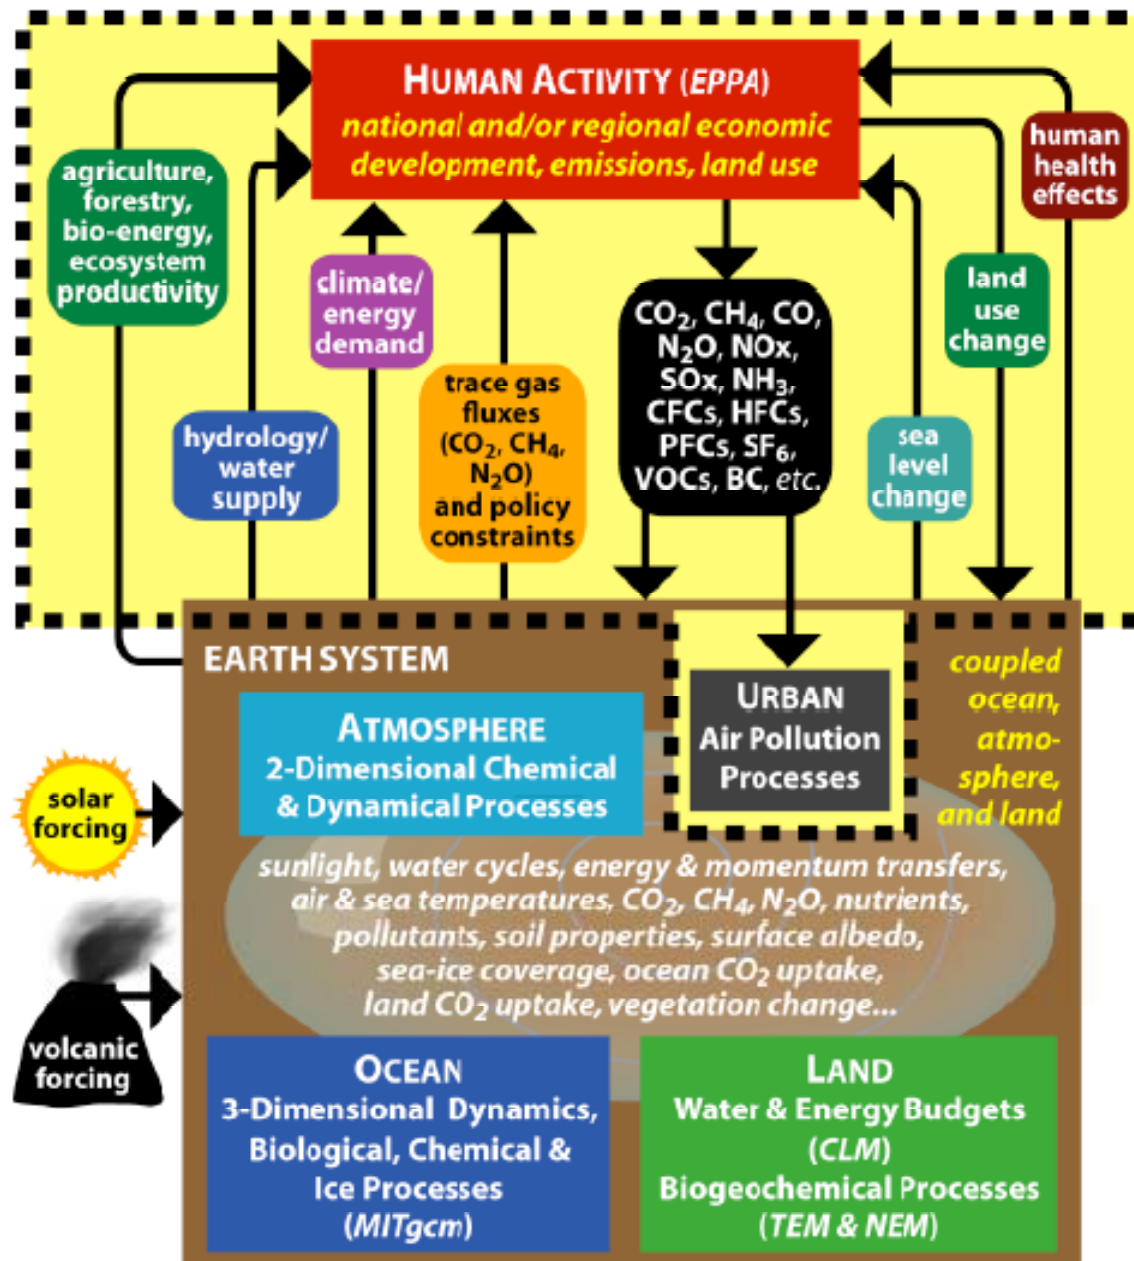 HUMAN ACTIVITY (EPPA)
national and/or regional economic
development, emissions, land use
agriculture,
forestry,
bio-energy,
ecosystem
productivity
hydrology/
water
supply
climate/
energy
demand
trace gas
fluxes
(CO₂, CH₄,
N₂O)
and policy
constraints
CO₂, CH₄, CO,
N₂O, NOx,
SOx, NH₃,
CFCs, HFCs,
PFCs, SF₆,
VOCs, BC, etc.
sea
level
change
land
use
change
human
health
effects
EARTH SYSTEM
coupled
ocean,
atmo-
sphere,
and land
ATMOSPHERE
2-Dimensional Chemical
& Dynamical Processes
URBAN
Air Pollution
Processes
solar
forcing
volcanic
forcing
sunlight, water cycles, energy & momentum transfers,
air & sea temperatures, CO₂, CH₄, N₂O, nutrients,
pollutants, soil properties, surface albedo,
sea-ice coverage, ocean CO₂ uptake,
land CO₂ uptake, vegetation change...
OCEAN
3-Dimensional Dynamics,
Biological, Chemical &
Ice Processes
(MITgcm)
LAND
Water & Energy Budgets
(CLM)
Biogeochemical Processes
(TEM & NEM)